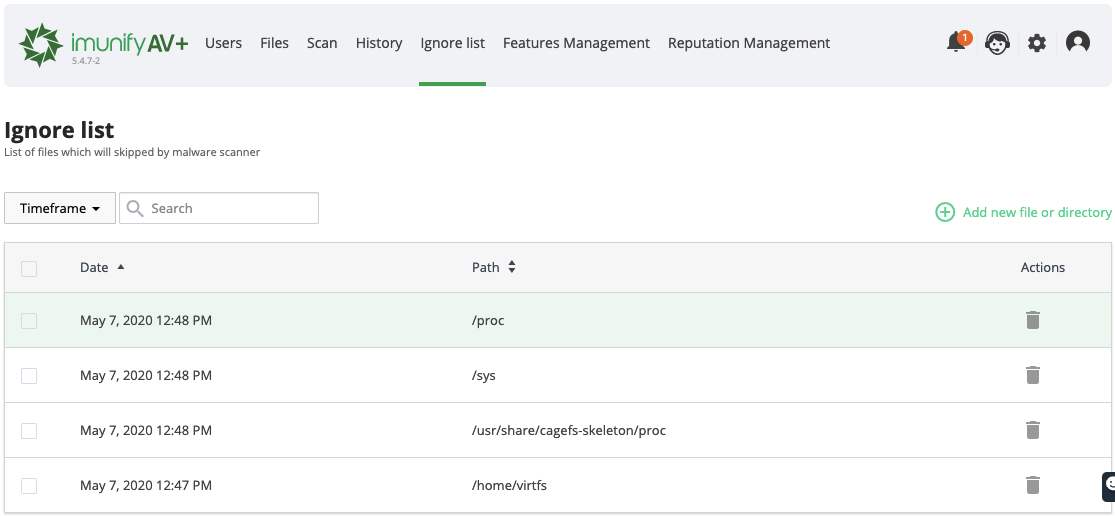 imunify AV+ Users Files Scan History Ignore list Features Management Reputation Management 1
5.4.7-2
Ignore list
List of files which will skipped by malware scanner
Timeframe Search Add new file or directory
Date Path Actions
May 7, 2020 12:48 PM /proc
May 7, 2020 12:48 PM /sys
May 7, 2020 12:48 PM /usr/share/cagefs-skeleton/proc
May 7, 2020 12:47 PM /home/virtfs